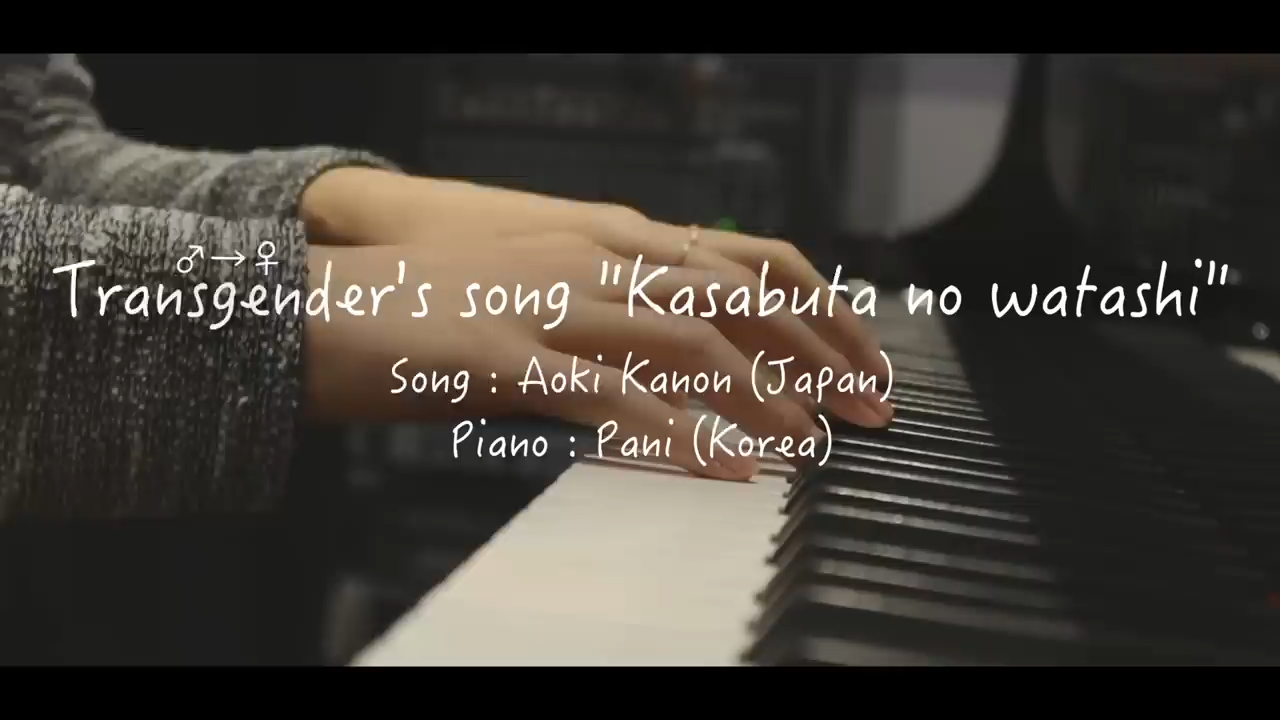 ♂→♀
Transgender's song "Kasabuta no watashi"
Song : Aoki Kanon (Japan)
Piano : Pani (Korea)